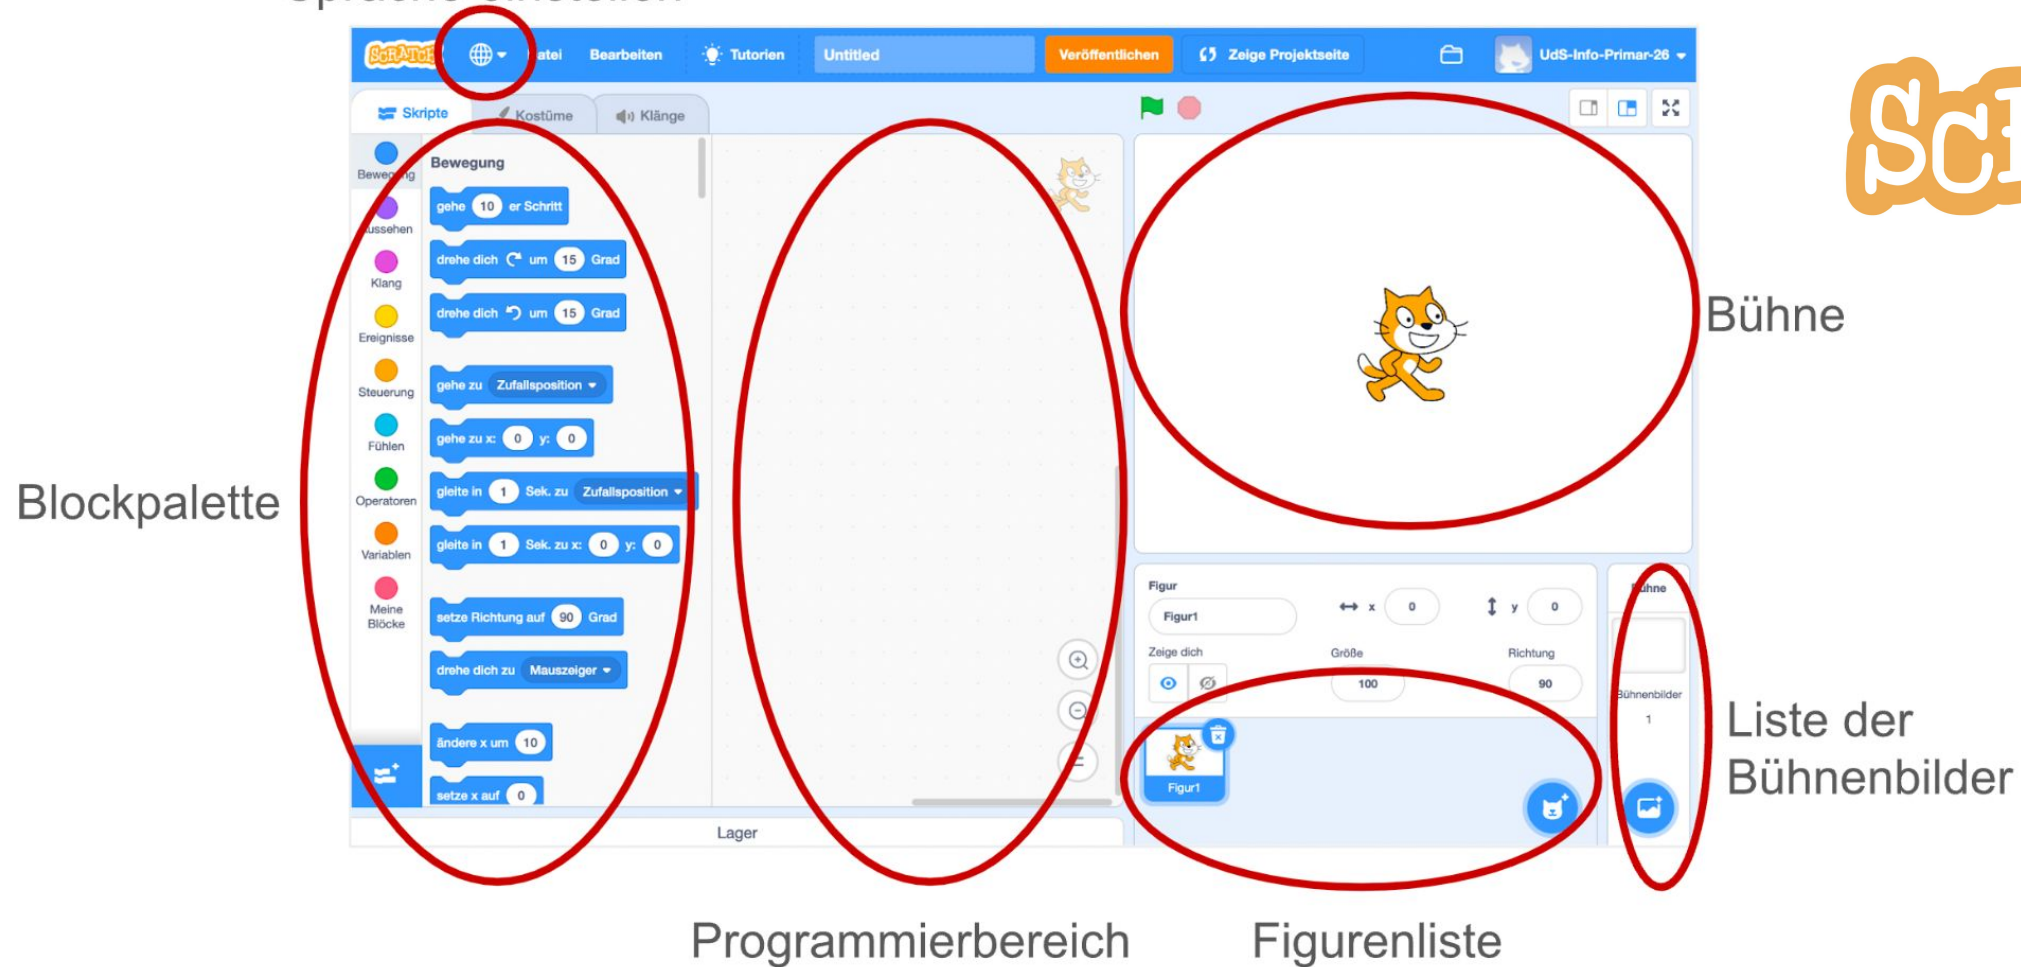 Sprache einstellen
SCRATCH Datei Bearbeiten Tutorien Untitled Veröffentlichen Zeige Projektseite UdS-Info-Primar-26
Skripte Kostüme Klänge
Bewegung
Aussehen
Klang
Ereignisse
Steuerung
Fühlen
Operatoren
Variablen
Meine
Blöcke
Bewegung
gehe 10 er Schritt
drehe dich um 15 Grad
drehe dich um 15 Grad
gehe zu Zufallsposition
gehe zu x: 0 y: 0
gleite in 1 Sek. zu Zufallsposition
gleite in 1 Sek. zu x: 0 y: 0
setze Richtung auf 90 Grad
drehe dich zu Mauszeiger
ändere x um 10
setze x auf 0
Lager
Figur
Figur1 x 0 y 0
Zeige dich Größe Richtung
100 90
Figur1
Bühne
Bühnenbilder
1
Blockpalette
Bühne
Liste der
Bühnenbilder
Programmierbereich Figurenliste